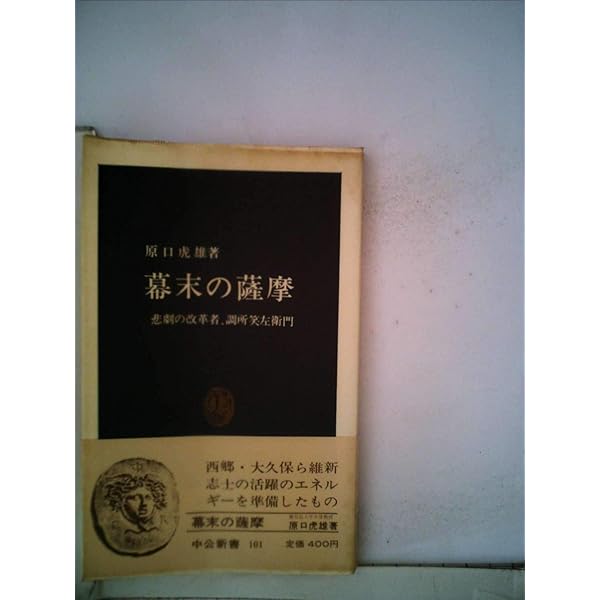 原口虎雄著
幕末の薩摩
悲劇の改革者、調所笑左衛門
西郷・大久保ら維新
志士の活躍のエネル
ギーを準備したもの
幕末の薩摩
原口虎雄著
中公新書 101
定価 400円